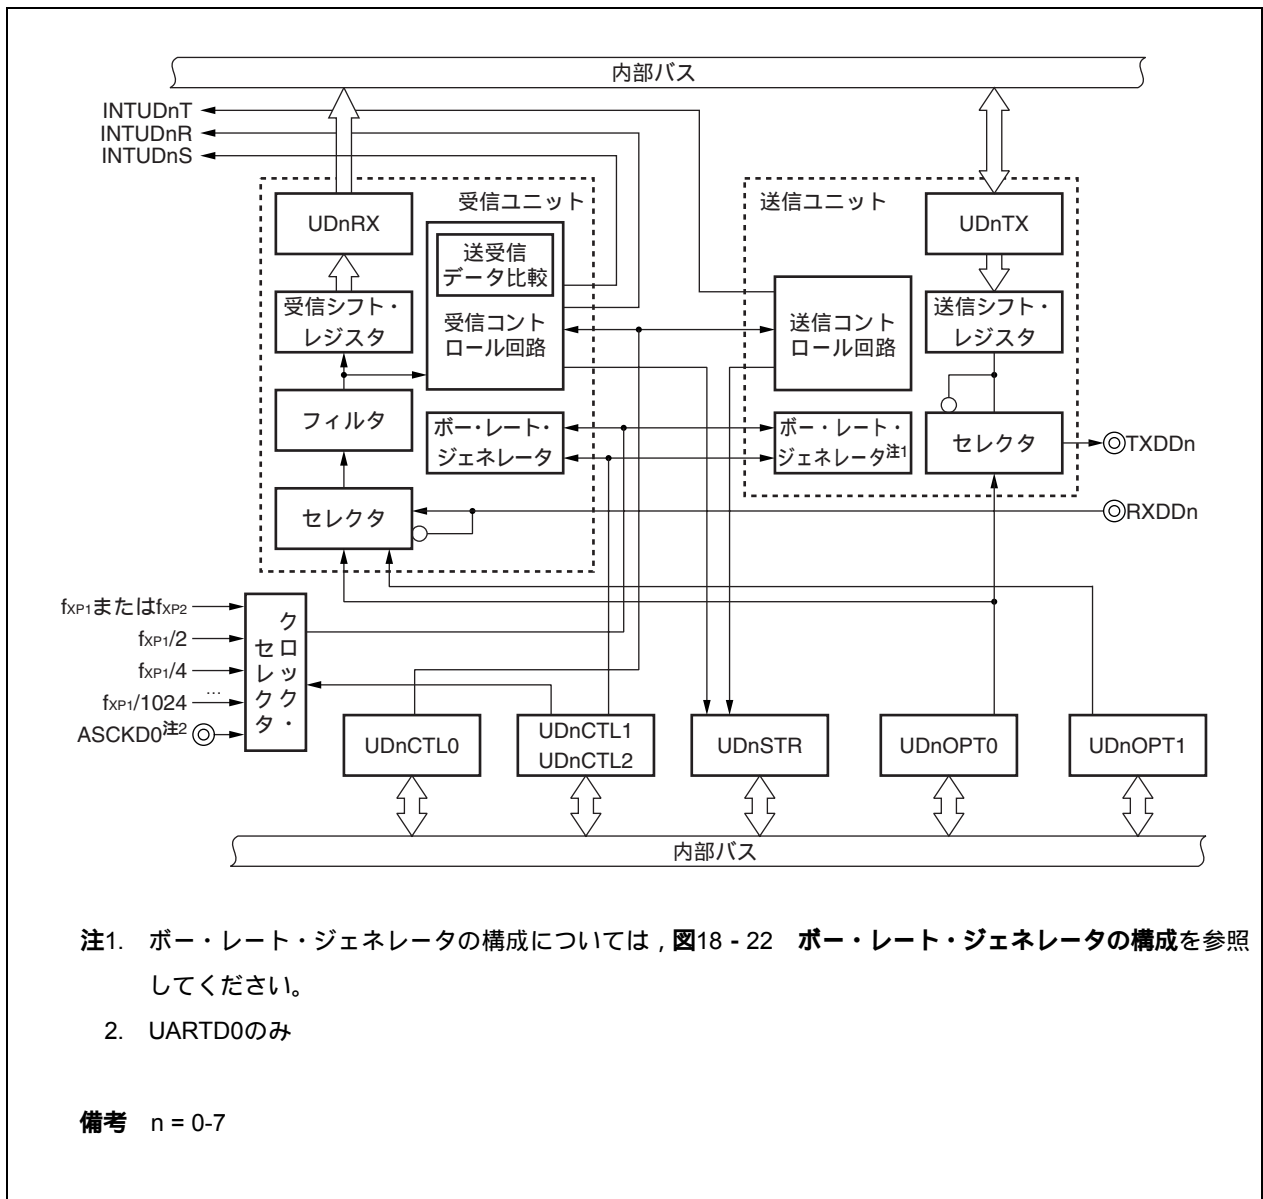 内部バス
INTUDnT
INTUDnR
INTUDnS
受信ユニット
UDnRX
送受信
データ比較
受信シフト・
レジスタ
受信コント
ロール回路
フィルタ
ボー・レート・
ジェネレータ
セレクタ
送信ユニット
UDnTX
送信コント
ロール回路
送信シフト・
レジスタ
ボー・レート・
ジェネレータ注1
セレクタ
TXDDn
RXDDn
fXP1またはfXP2
fXP1/2
fXP1/4
fXP1/1024
…
ASCKD0注2
クロック・
セレクタ
UDnCTL0
UDnCTL1
UDnCTL2
UDnSTR
UDnOPT0
UDnOPT1
内部バス
注1. ボー・レート・ジェネレータの構成については，図18 - 22 ボー・レート・ジェネレータの構成を参照
してください。
2. UARTD0のみ
備考 n = 0-7